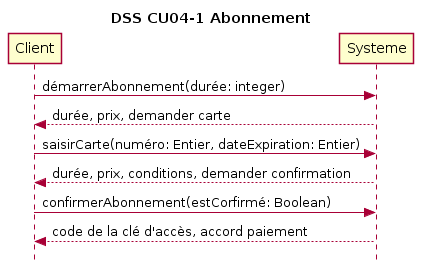 DSS CU04-1 Abonnement
Client Systeme
démarrerAbonnement(durée: integer)
durée, prix, demander carte
saisirCarte(numéro: Entier, dateExpiration: Entier)
durée, prix, conditions, demander confirmation
confirmerAbonnement(estCorfirmé: Boolean)
code de la clé d'accès, accord paiement